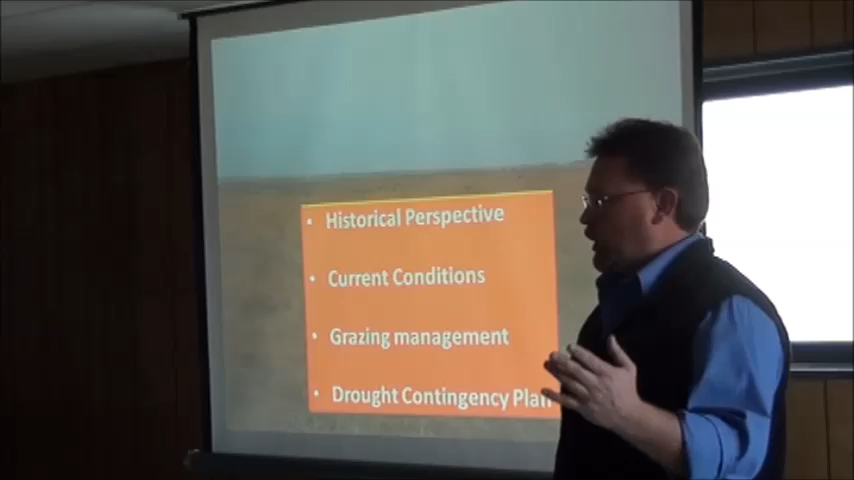 • Historical Perspective
• Current Conditions
• Grazing management
• Drought Contingency Plan